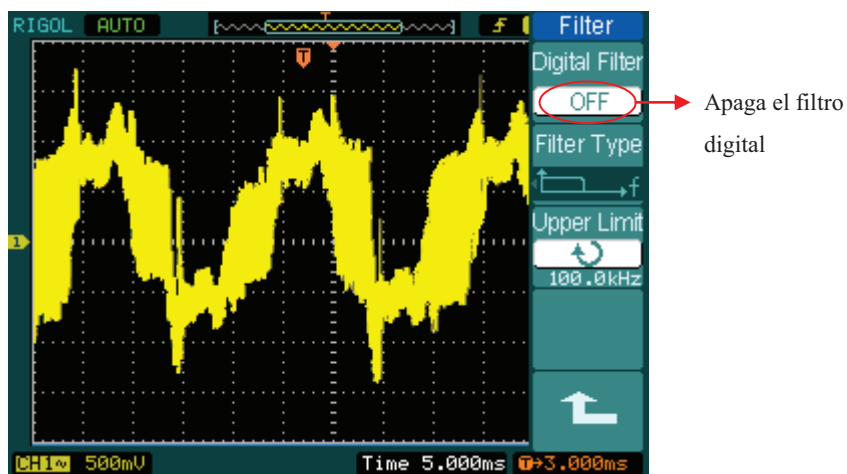 RIGOL AUTO
T
Filter
Digital Filter
OFF
Apaga el filtro
digital
Filter Type
f
Upper Limit
100.0kHz
T
1
CH1~ 500mV
Time 5.000ms T→3.000ms